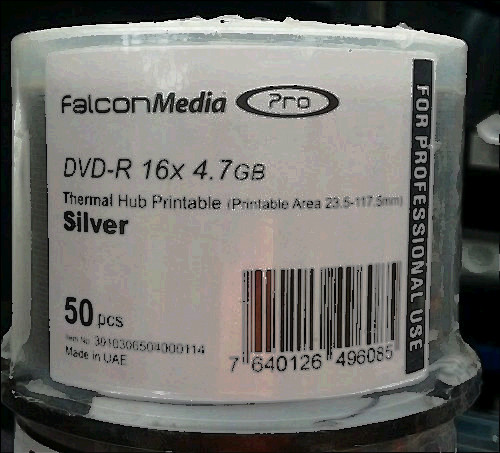 FalconMedia Pro
DVD-R 16x 4.7GB
Thermal Hub Printable (Printable Area 23.5-117.5mm)
Silver
50 pcs
Item No. 3010306504000114
Made in UAE
7 640126 496085
FOR PROFESSIONAL USE